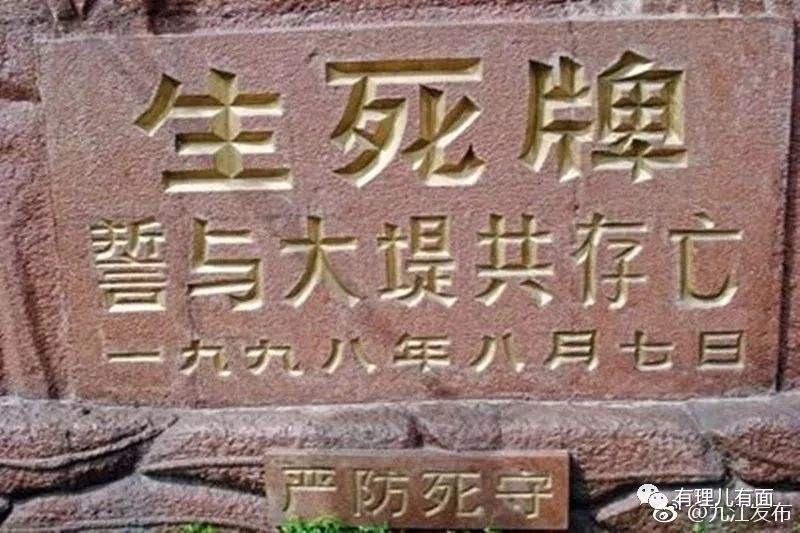 生死牌
誓与大堤共存亡
一九九八年八月七日
严防死守
有理儿有面
@九江发布